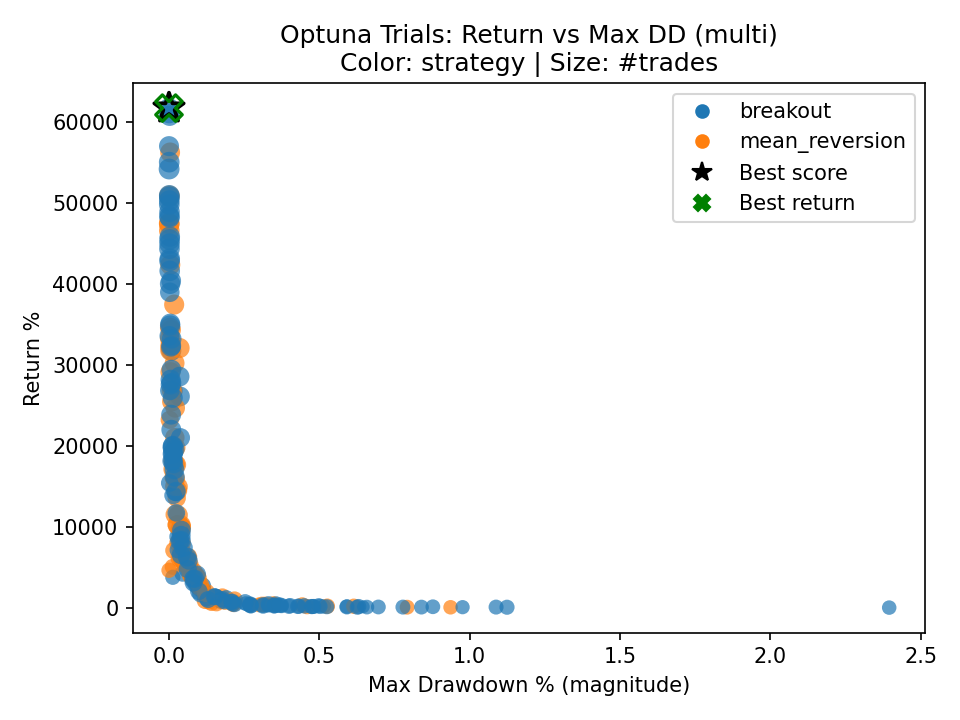 Optuna Trials: Return vs Max DD (multi)
Color: strategy | Size: #trades
breakout
mean_reversion
Best score
Best return
Return %
60000
50000
40000
30000
20000
10000
0
0.0 0.5 1.0 1.5 2.0 2.5
Max Drawdown % (magnitude)